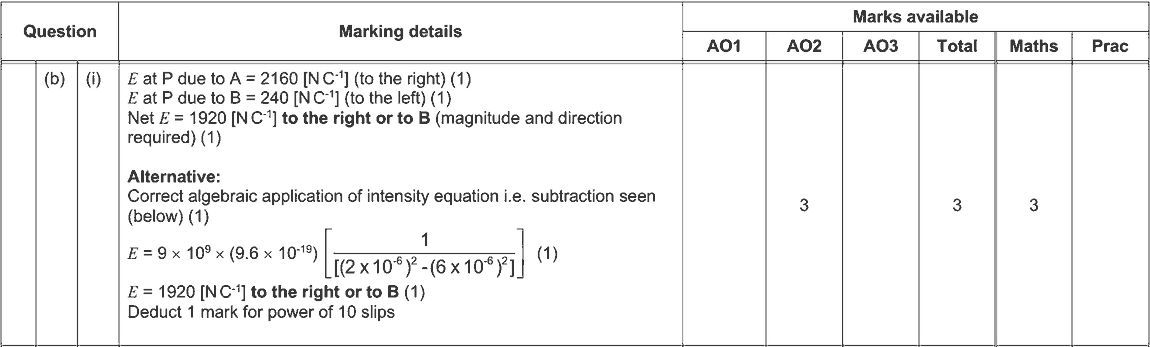 Question
Marking details
Marks available
AO1 AO2 AO3 Total Maths Prac
(b) (i) E at P due to A = 2160 [N C⁻¹] (to the right) (1)
E at P due to B = 240 [N C⁻¹] (to the left) (1)
Net E = 1920 [N C⁻¹] to the right or to B (magnitude and direction
required) (1)
Alternative:
Correct algebraic application of intensity equation i.e. subtraction seen
(below) (1)
E = 9 × 10⁹ × (9.6 × 10⁻¹⁹) [1 / [(2 x 10⁻⁶)² - (6 x 10⁻⁶)²]] (1)
E = 1920 [N C⁻¹] to the right or to B (1)
Deduct 1 mark for power of 10 slips
3 3 3